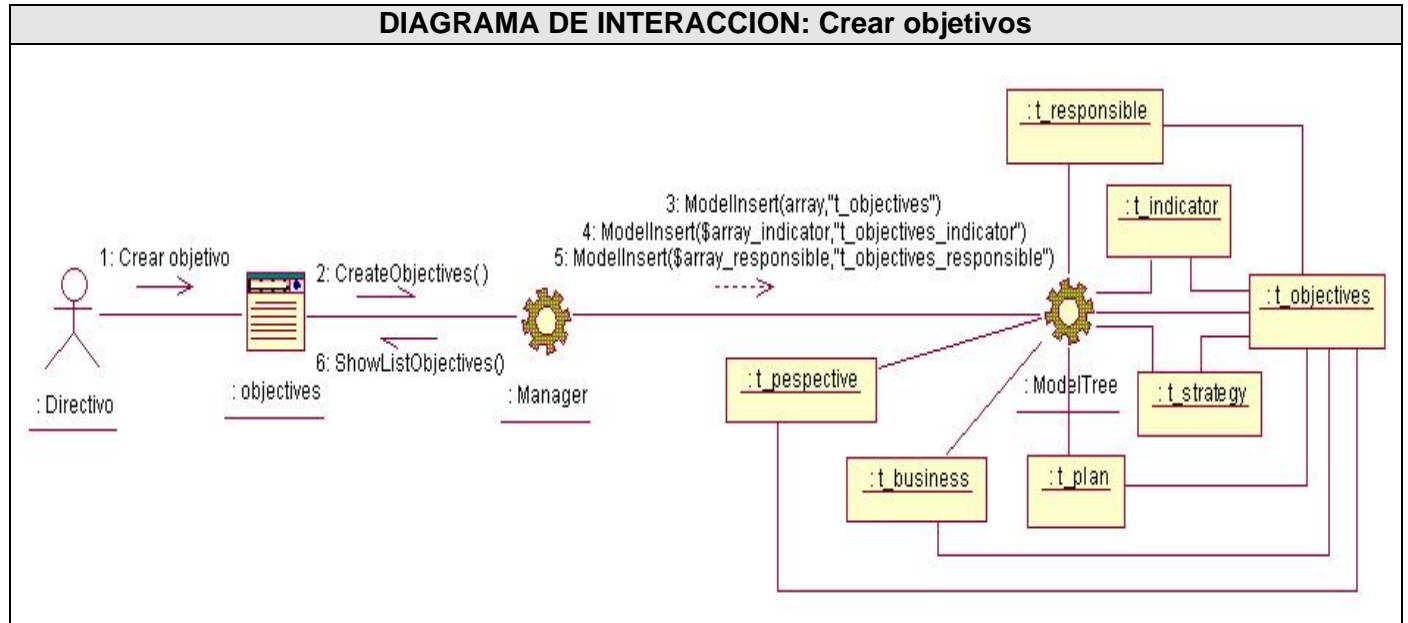 DIAGRAMA DE INTERACCION: Crear objetivos
: t_responsible
3: ModelInsert(array,"t_objectives")
4: ModelInsert($array_indicator,"t_objectives_indicator")
5: ModelInsert($array_responsible,"t_objectives_responsible")
: t_indicator
1: Crear objetivo
2: CreateObjectives( )
: t_objectives
6: ShowListObjectives()
: Directivo
: objectives
: Manager
: t_pespective
: ModelTree
: t_strategy
: t_business
: t_plan